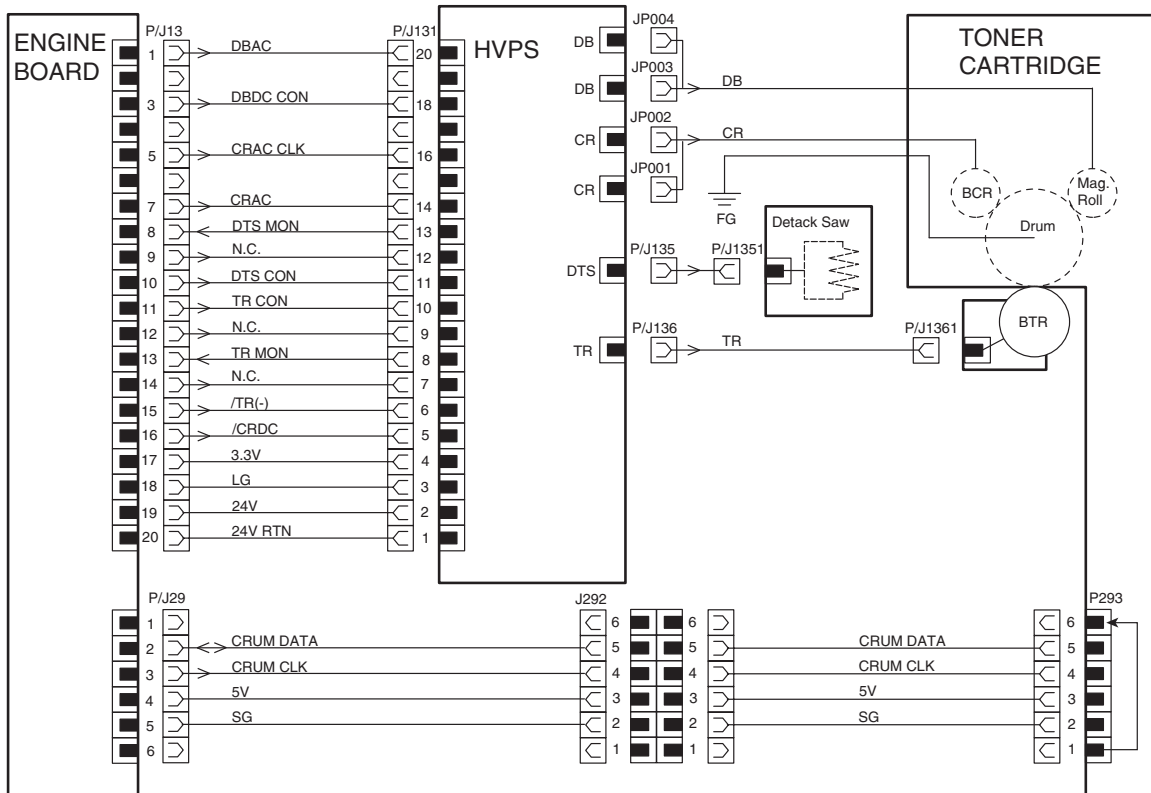 ENGINE
BOARD
P/J13
P/J131
HVPS
JP004
TONER
CARTRIDGE
1 DBAC 20
DB
JP003
3 DBDC CON 18
DB
DB
JP002
5 CRAC CLK 16
CR
CR
JP001
7 CRAC 14
CR
FG
BCR
Mag.
Roll
8 DTS MON 13
Detack Saw
Drum
9 N.C. 12
P/J135
P/J1351
10 DTS CON 11
DTS
11 TR CON 10
12 N.C. 9
P/J136
P/J1361
BTR
13 TR MON 8
TR
TR
14 N.C. 7
15 /TR(-) 6
16 /CRDC 5
17 3.3V 4
18 LG 3
19 24V 2
20 24V RTN 1
P/J29
J292
P293
1 6 6 6
2 CRUM DATA 5 5 CRUM DATA 5
3 CRUM CLK 4 4 CRUM CLK 4
4 5V 3 3 5V 3
5 SG 2 2 SG 2
6 1 1 1